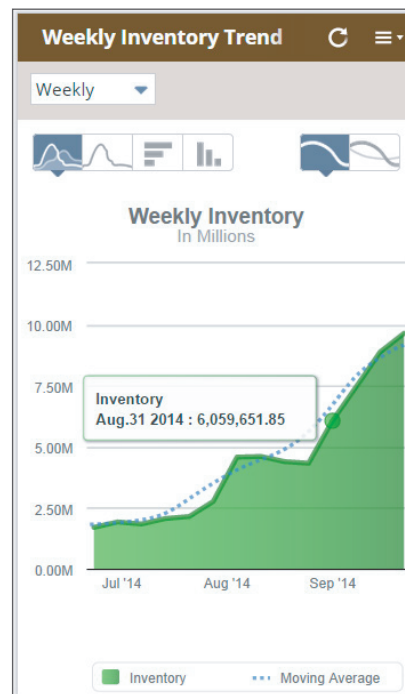 Weekly Inventory Trend
Weekly
Weekly Inventory
In Millions
12.50M
10.00M
7.50M
Inventory
Aug.31 2014 : 6,059,651.85
5.00M
2.50M
0.00M
Jul '14 Aug '14 Sep '14
Inventory Moving Average